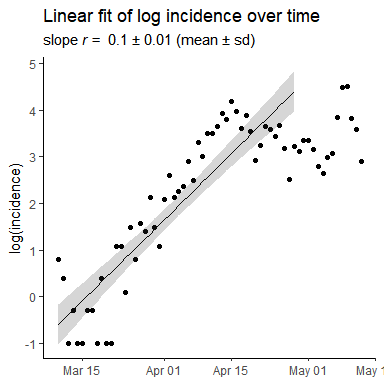 Linear fit of log incidence over time
slope r = 0.1 ± 0.01 (mean ± sd)
log(incidence)
5
4
3
2
1
0
-1
Mar 15
Apr 01
Apr 15
May 01
May 1